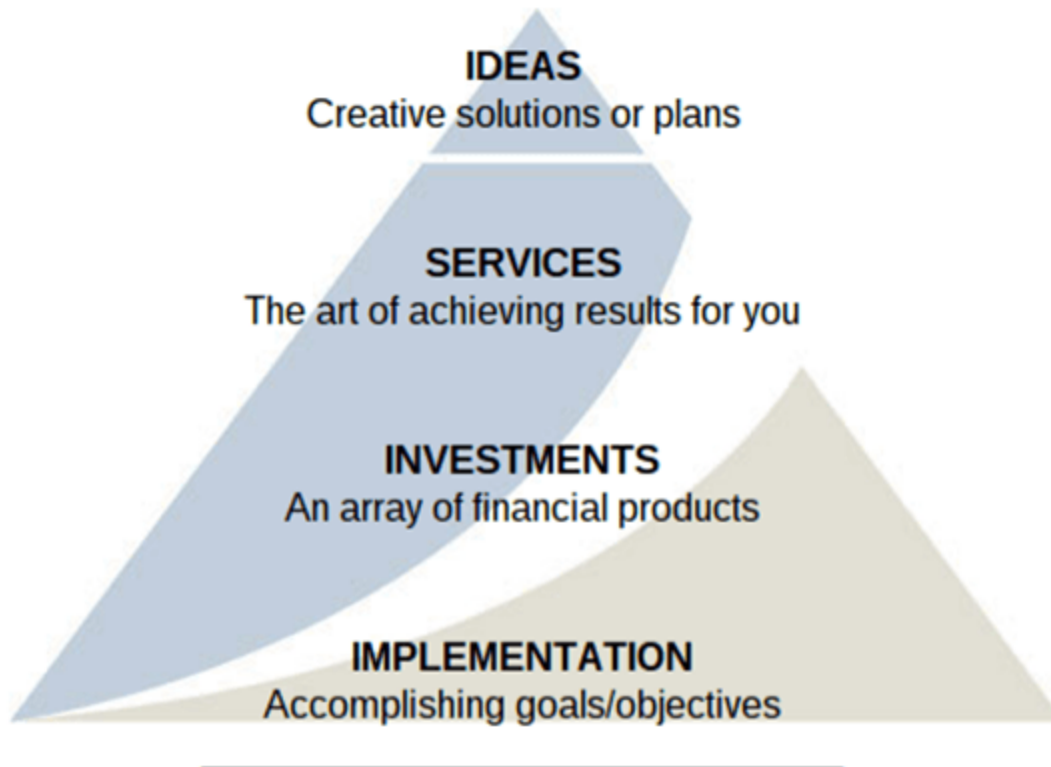 IDEAS
Creative solutions or plans
SERVICES
The art of achieving results for you
INVESTMENTS
An array of financial products
IMPLEMENTATION
Accomplishing goals/objectives